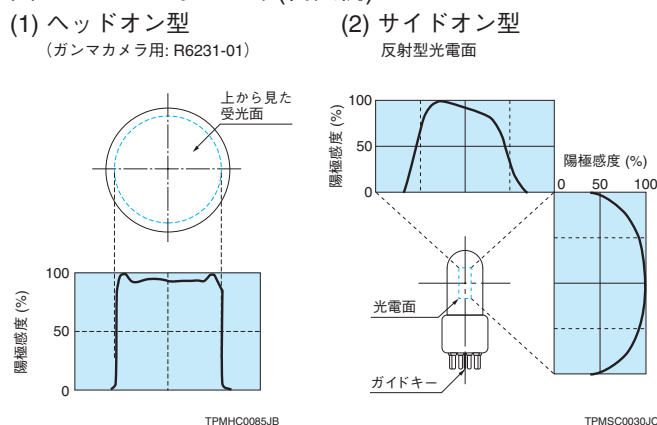 (1) ヘッドオン型
（ガンマカメラ用: R6231-01）
上から見た
受光面
100
50
0
陽極感度 (%)
TPMHC0085JB
(2) サイドオン型
反射型光電面
100
50
0
陽極感度 (%)
陽極感度 (%)
0 50 100
光電面
ガイドキー
TPMSC0030JC